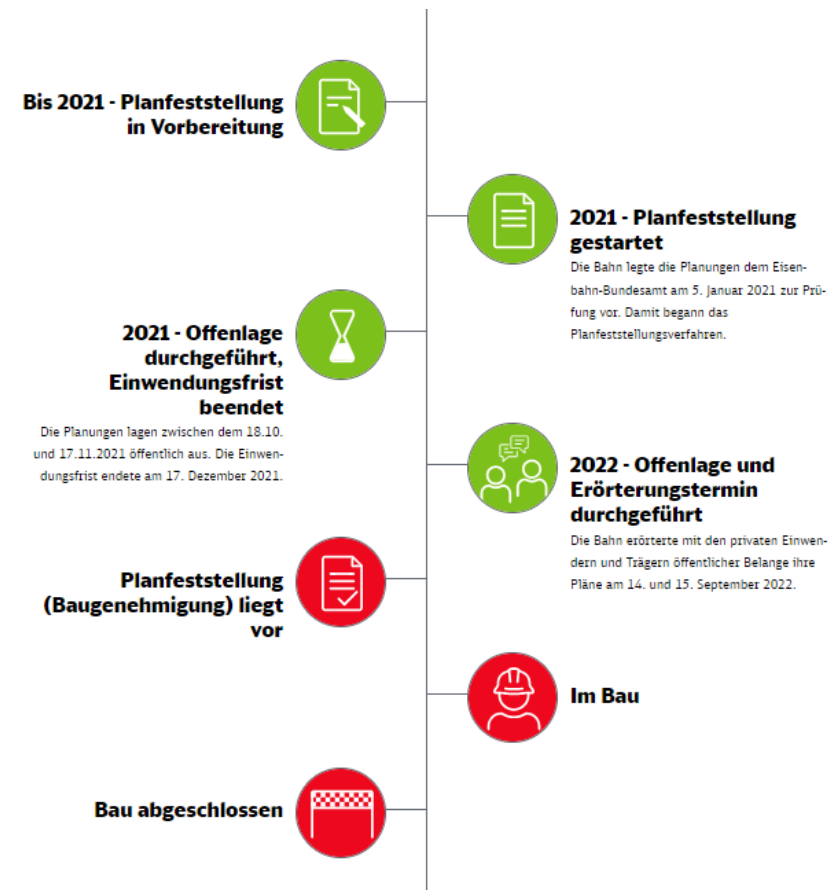 Bis 2021 - Planfeststellung
in Vorbereitung
2021 - Planfeststellung
gestartet
Die Bahn legte die Planungen dem Eisen-
bahn-Bundesamt am 5. Januar 2021 zur Prü-
fung vor. Damit begann das
Planfeststellungsverfahren.
2021 - Offenlage
durchgeführt,
Einwendungsfrist
beendet
Die Planungen lagen zwischen dem 18.10.
und 17.11.2021 öffentlich aus. Die Einwen-
dungsfrist endete am 17. Dezember 2021.
2022 - Offenlage und
Erörterungstermin
durchgeführt
Die Bahn erörterte mit den privaten Einwen-
dern und Trägern öffentlicher Belange ihre
Pläne am 14. und 15. September 2022.
Planfeststellung
(Baugenehmigung) liegt
vor
Im Bau
Bau abgeschlossen